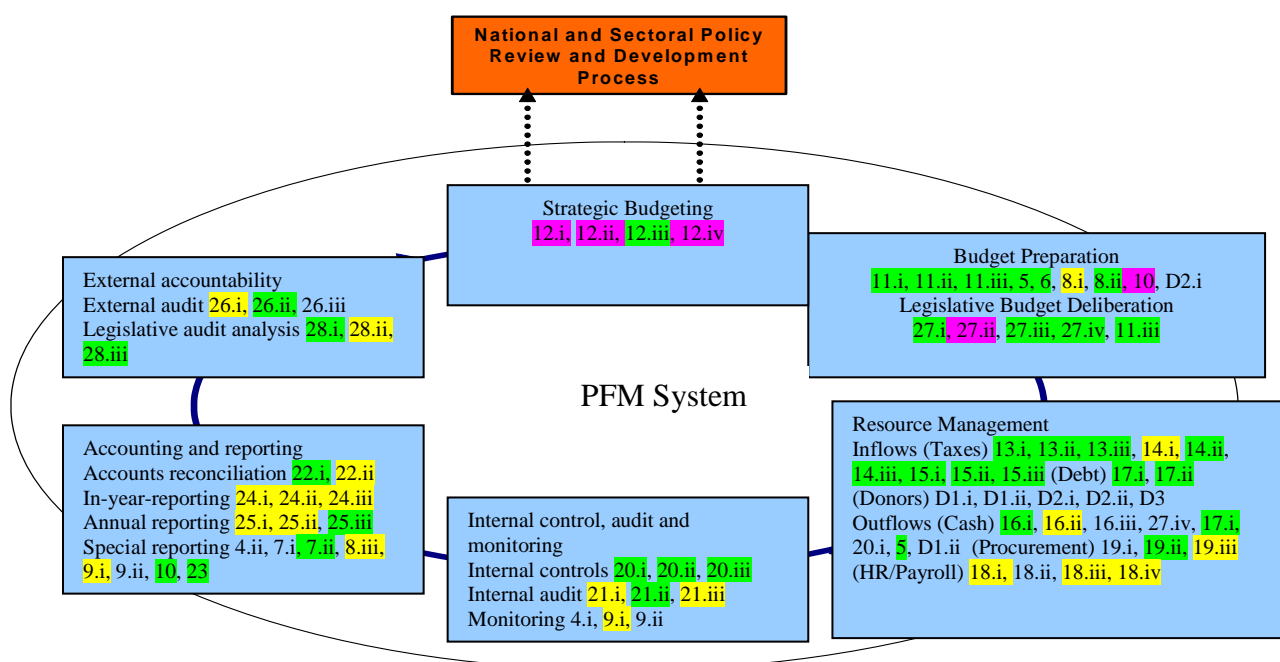 National and Sectoral Policy
Review and Development
Process
Strategic Budgeting
12.i, 12.ii, 12.iii, 12.iv
Budget Preparation
11.i, 11.ii, 11.iii, 5, 6, 8.i, 8.ii, 10, D2.i
Legislative Budget Deliberation
27.i, 27.ii, 27.iii, 27.iv, 11.iii
External accountability
External audit 26.i, 26.ii, 26.iii
Legislative audit analysis 28.i, 28.ii,
28.iii
PFM System
Resource Management
Inflows (Taxes) 13.i, 13.ii, 13.iii, 14.i, 14.ii,
14.iii, 15.i, 15.ii, 15.iii (Debt) 17.i, 17.ii
(Donors) D1.i, D1.ii, D2.i, D2.ii, D3
Outflows (Cash) 16.i, 16.ii, 16.iii, 27.iv, 17.i,
20.i, 5, D1.ii (Procurement) 19.i, 19.ii, 19.iii
(HR/Payroll) 18.i, 18.ii, 18.iii, 18.iv
Accounting and reporting
Accounts reconciliation 22.i, 22.ii
In-year-reporting 24.i, 24.ii, 24.iii
Annual reporting 25.i, 25.ii, 25.iii
Special reporting 4.ii, 7.i, 7.ii, 8.iii,
9.i, 9.ii, 10, 23
Internal control, audit and
monitoring
Internal controls 20.i, 20.ii, 20.iii
Internal audit 21.i, 21.ii, 21.iii
Monitoring 4.i, 9.i, 9.ii